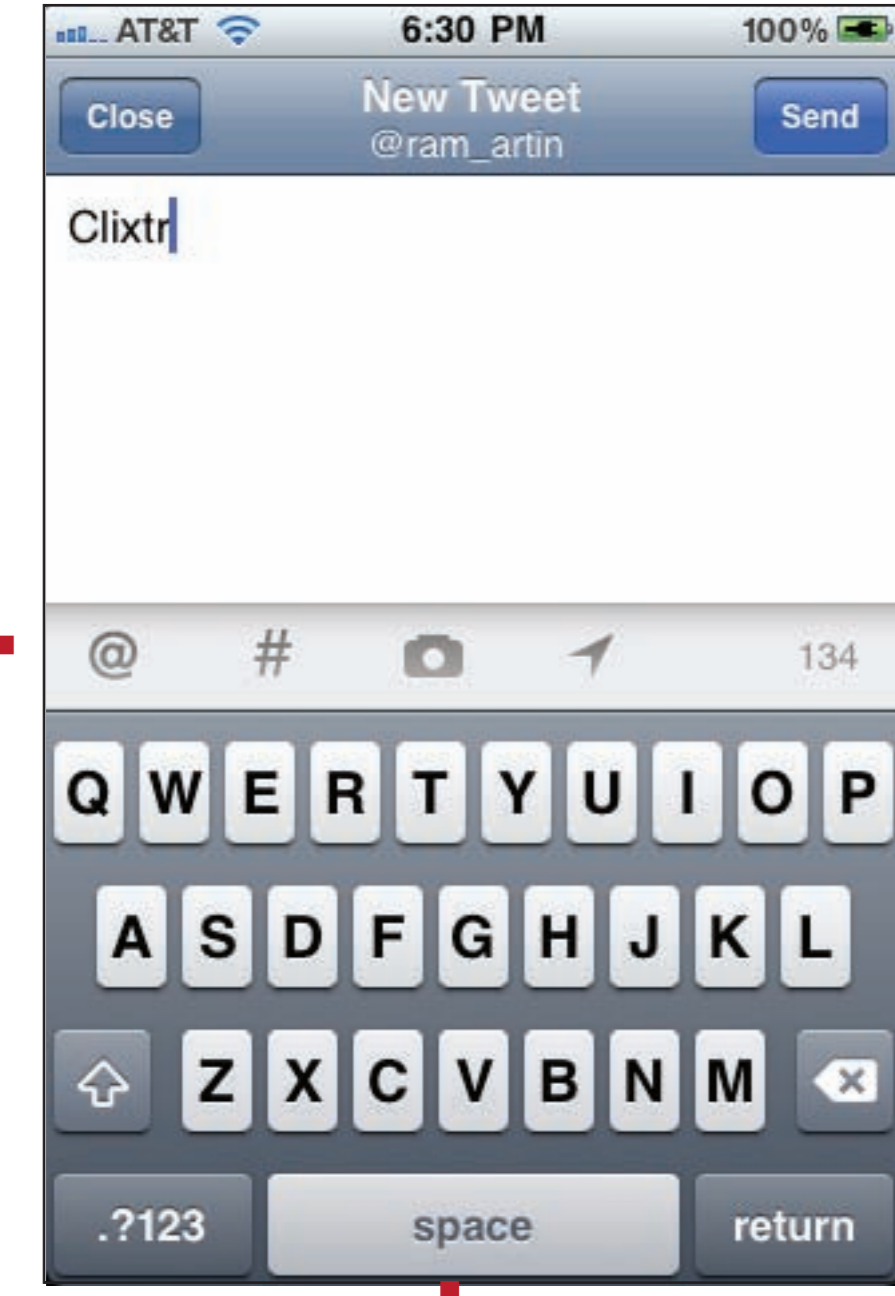 AT&T 6:30 PM 100%
Close New Tweet Send
@ram_artin
Clixtr
@ # 134
Q W E R T Y U I O P
A S D F G H J K L
Z X C V B N M
.?123 space return